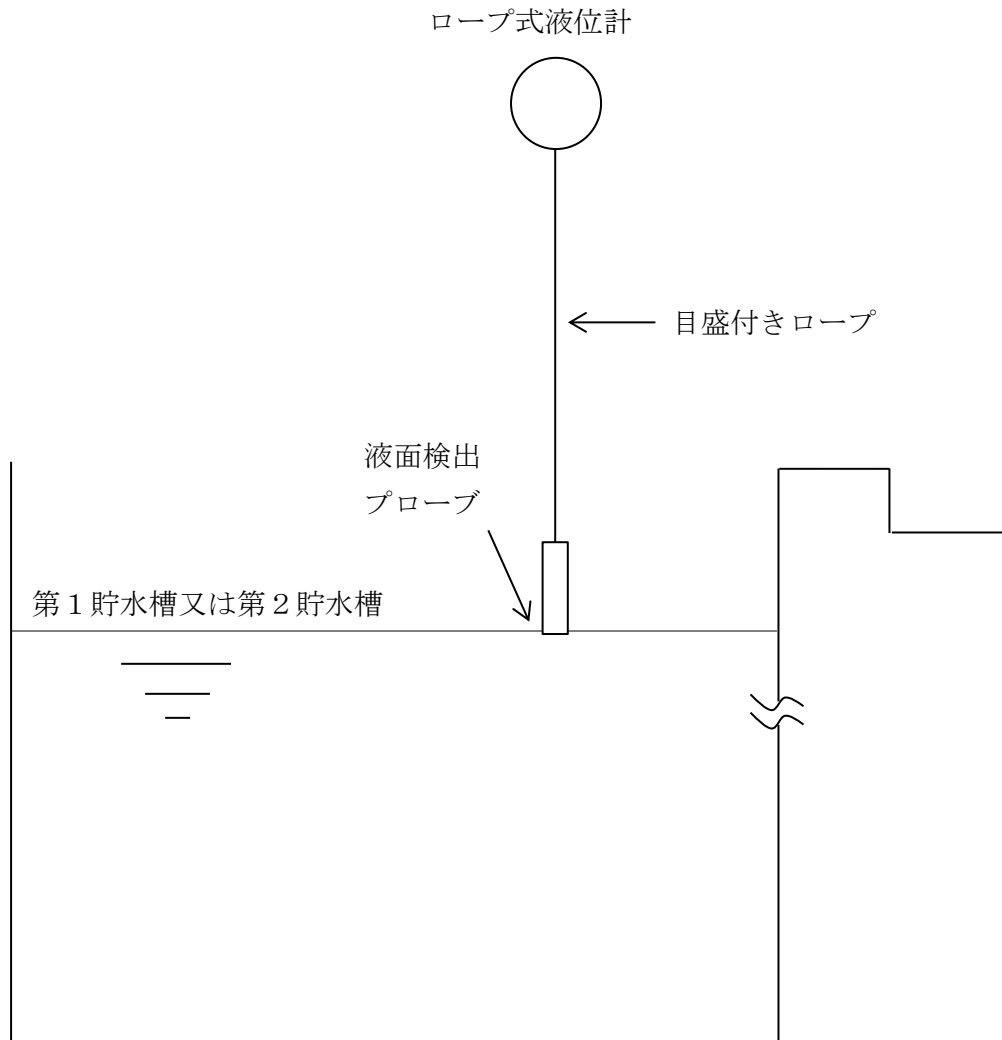 ロープ式液位計
目盛付きロープ
液面検出
プローブ
第１貯水槽又は第２貯水槽